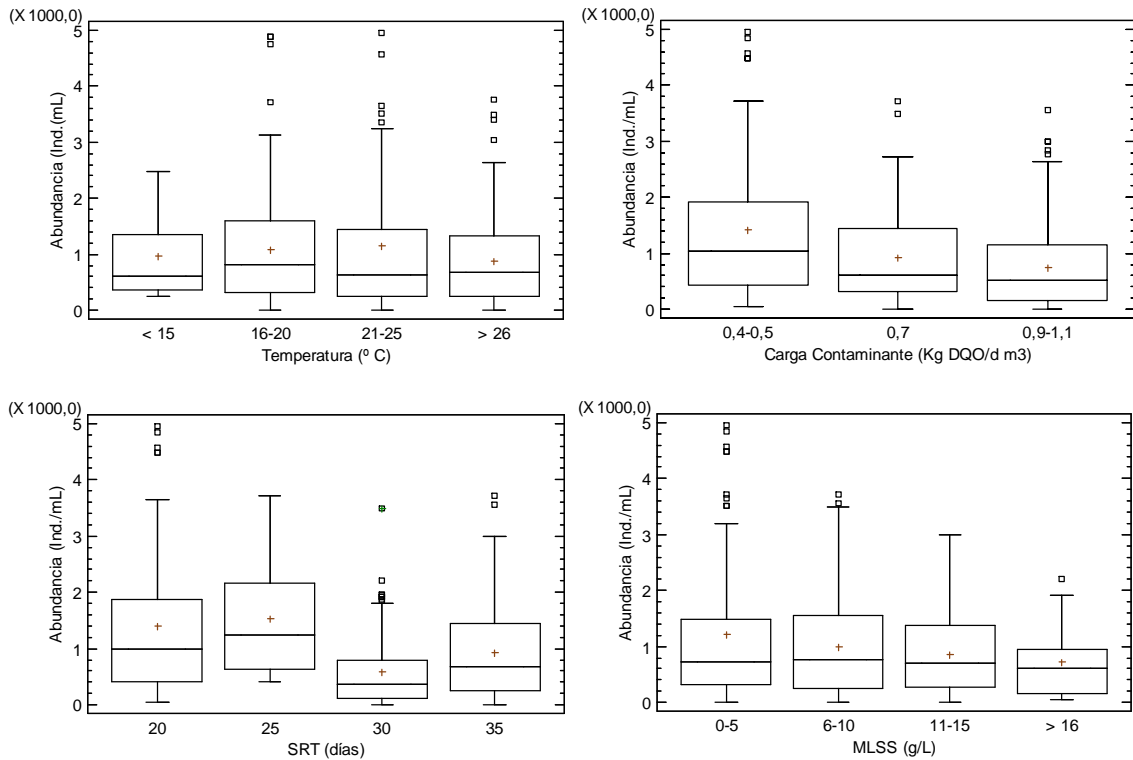 (X 1000,0)
5
4
3
2
1
0
Abundancia (Ind./mL)
< 15 16-20 21-25 > 26
Temperatura (º C)
(X 1000,0)
5
4
3
2
1
0
Abundancia (Ind./mL)
0,4-0,5 0,7 0,9-1,1
Carga Contaminante (Kg DQO/d m3)
(X 1000,0)
5
4
3
2
1
0
Abundancia (Ind./mL)
20 25 30 35
SRT (días)
(X 1000,0)
5
4
3
2
1
0
Abundancia (Ind./mL)
0-5 6-10 11-15 > 16
MLSS (g/L)